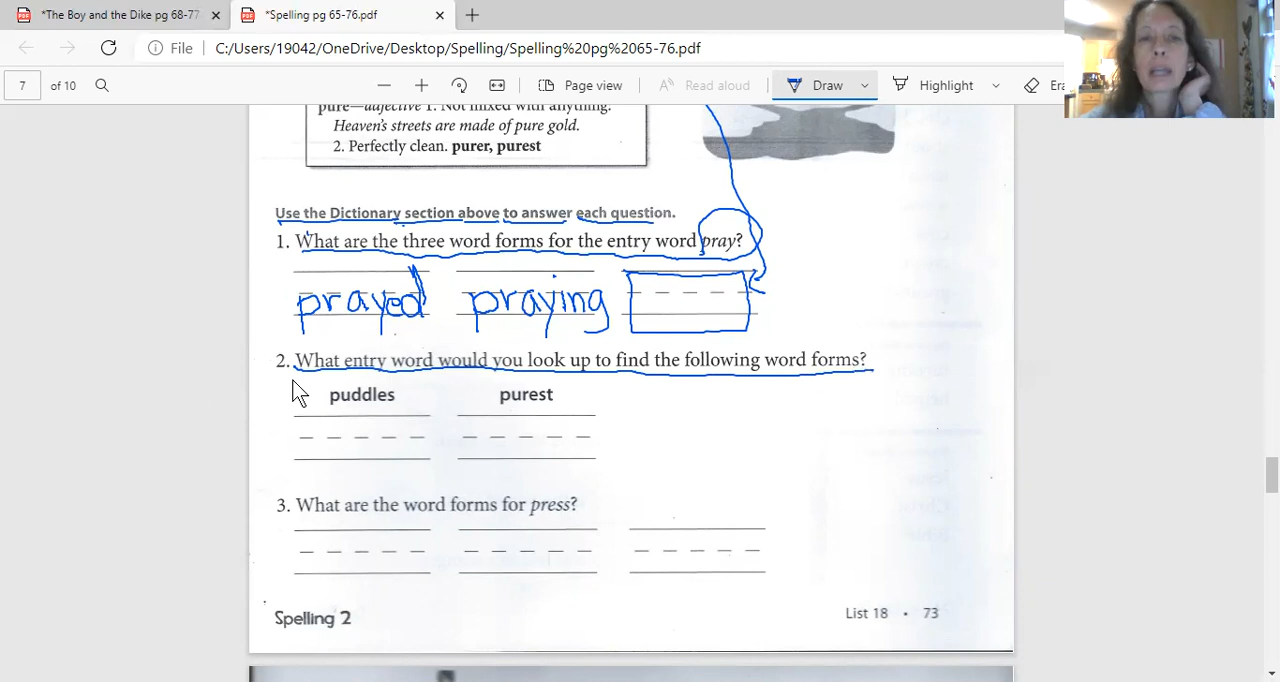 *The Boy and the Dike pg 68-77
*Spelling pg 65-76.pdf
File C:/Users/19042/OneDrive/Desktop/Spelling/Spelling%20pg%2065-76.pdf
7 of 10 Page view Read aloud Draw Highlight
pure—adjective 1. Not mixed with anything.
Heaven's streets are made of pure gold.
2. Perfectly clean. purer, purest
Use the Dictionary section above to answer each question.
1. What are the three word forms for the entry word pray?
prayed praying
2. What entry word would you look up to find the following word forms?
puddles purest
3. What are the word forms for press?
Spelling 2
List 18 • 73